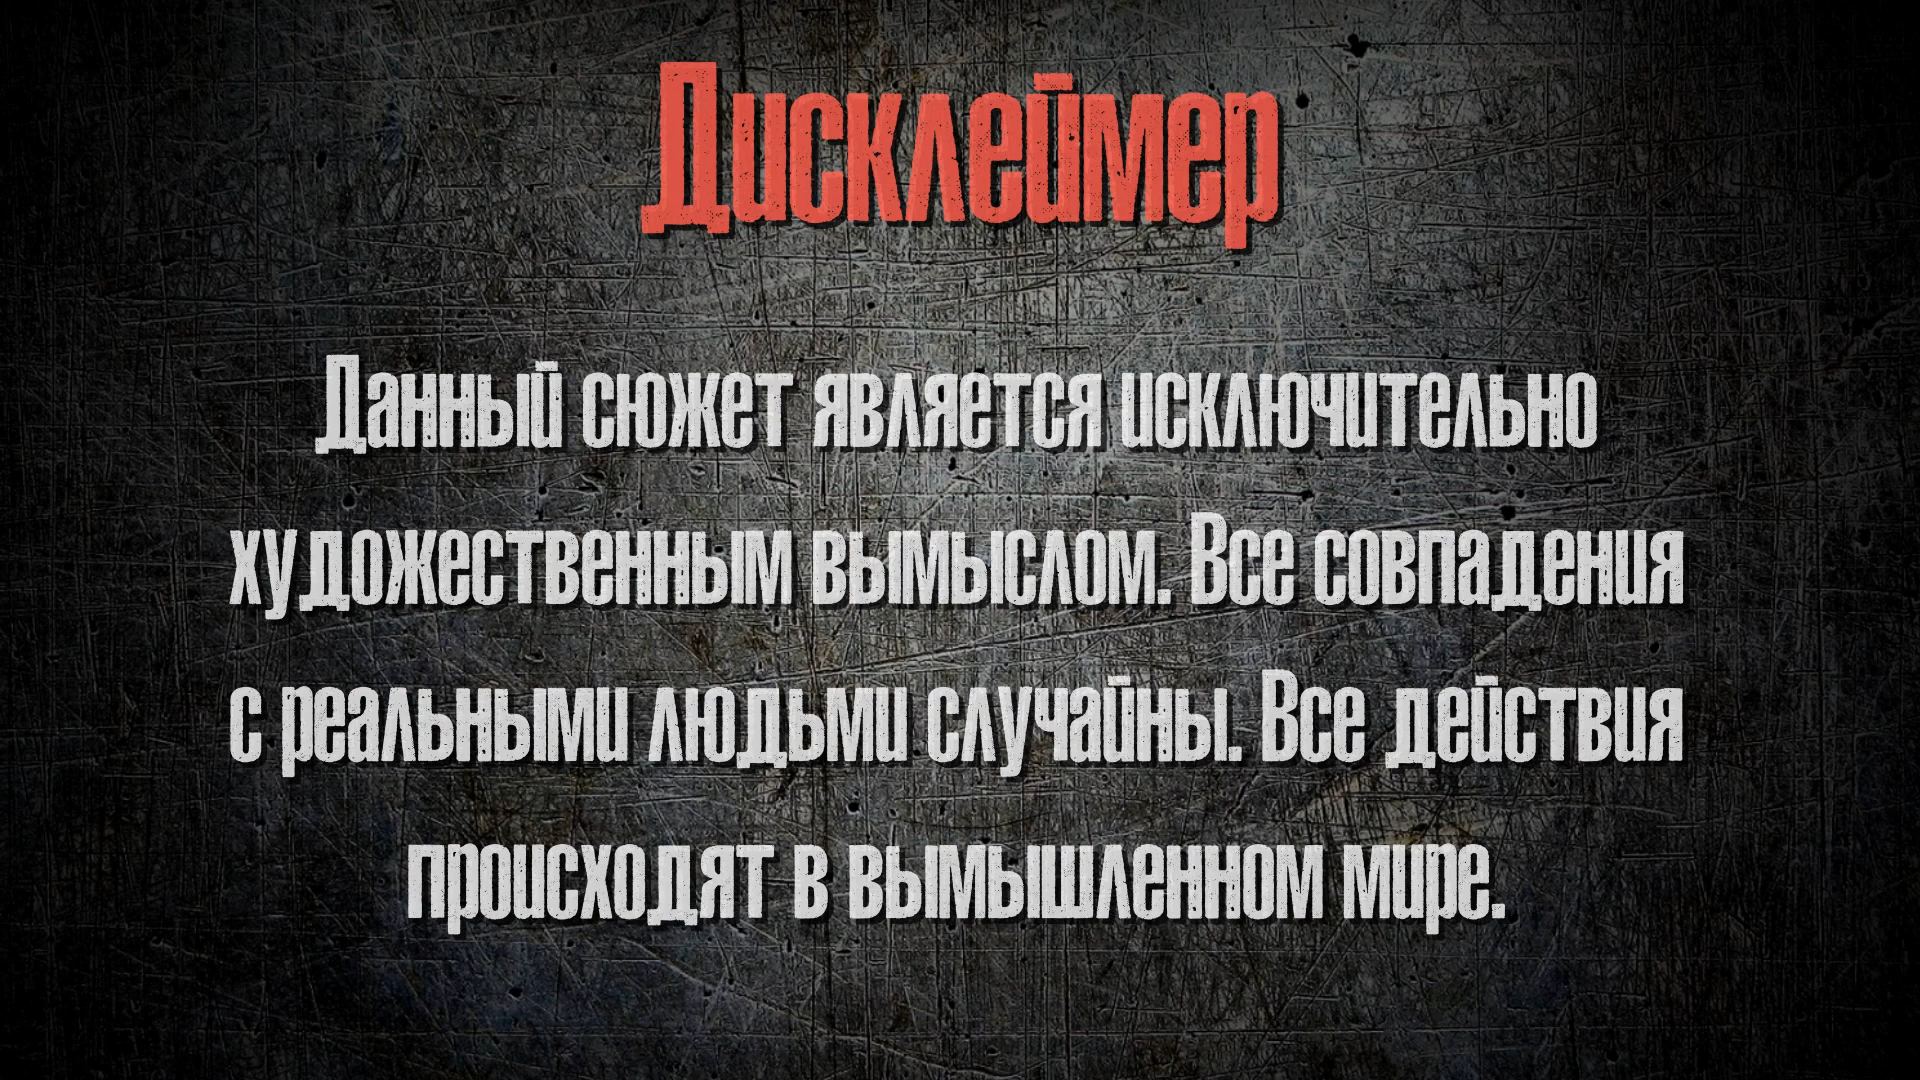 Дисклеймер
Данный сюжет является исключительно
художественным вымыслом. Все совпадения
с реальными людьми случайны. Все действия
происходят в вымышленном мире.